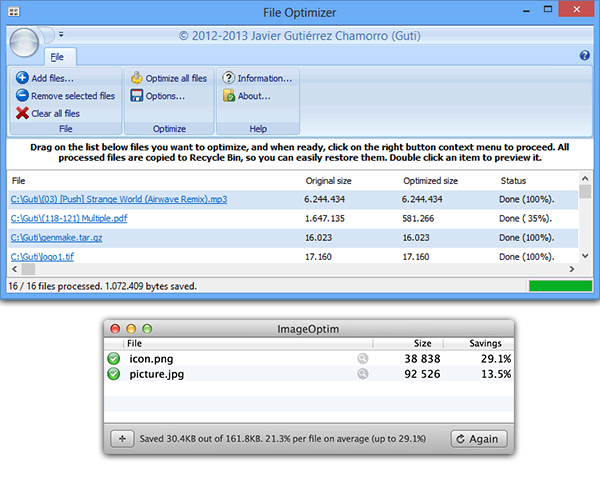 File Optimizer
© 2012-2013 Javier Gutiérrez Chamorro (Guti)
File
Add files...
Remove selected files
Clear all files
File
Optimize all files
Options...
Optimize
Information...
About...
Help
Drag on the list below files you want to optimize, and when ready, click on the right button context menu to proceed. All
processed files are copied to Recycle Bin, so you can easily restore them. Double click an item to preview it.
File Original size Optimized size Status
C:\Guti\(03) [Push] Strange World (Airwave Remix).mp3 6.244.434 6.244.434 Done (100%).
C:\Guti\(118-121) Multiple.pdf 1.647.135 581.266 Done ( 35%).
C:\Guti\genmake.tar.gz 16.023 16.023 Done (100%).
C:\Guti\logo1.tif 17.160 17.160 Done (100%).
16 / 16 files processed. 1.072.409 bytes saved.
ImageOptim
File Size Savings
icon.png 38 838 29.1%
picture.jpg 92 526 13.5%
Saved 30.4KB out of 161.8KB. 21.3% per file on average (up to 29.1%)
Again